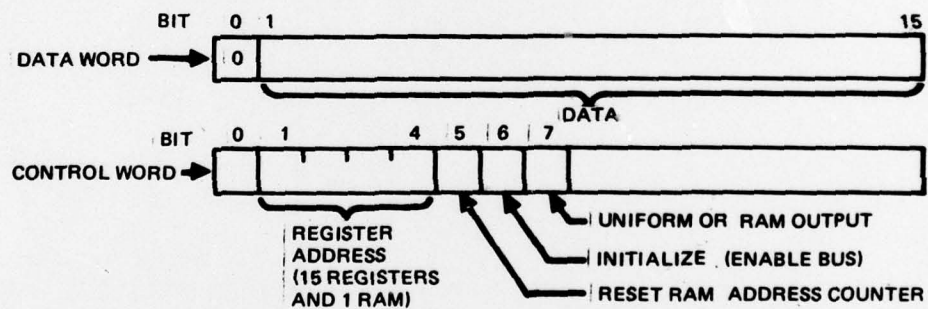 BIT 0 1 15
DATA WORD 0
DATA
BIT 0 1 4 5 6 7
CONTROL WORD
UNIFORM OR RAM OUTPUT
REGISTER
ADDRESS
INITIALIZE (ENABLE BUS)
(15 REGISTERS
AND 1 RAM)
RESET RAM ADDRESS COUNTER